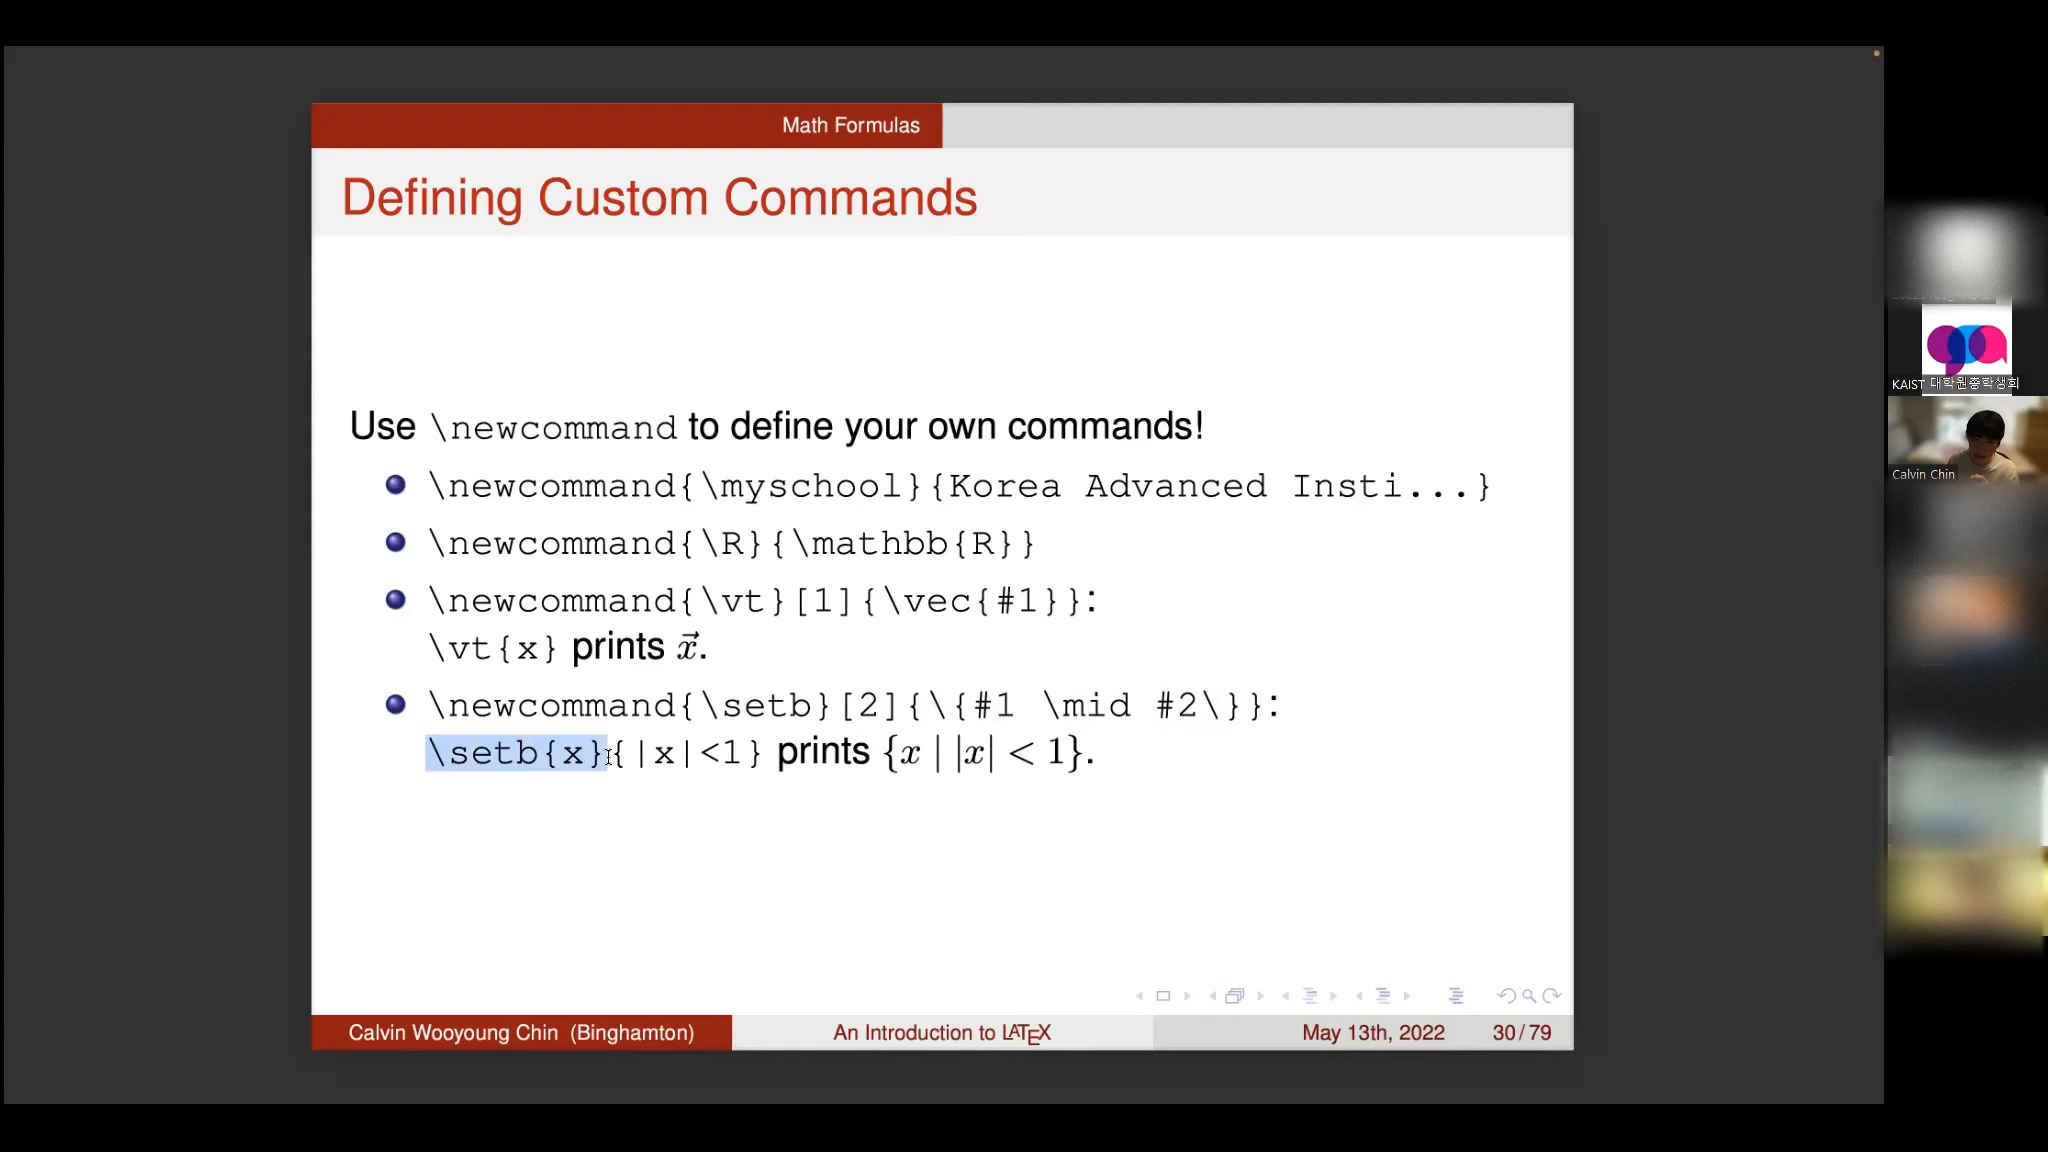 Math Formulas
Defining Custom Commands
Use \newcommand to define your own commands!
\newcommand{\myschool}{Korea Advanced Insti...}
\newcommand{\R}{\mathbb{R}}
\newcommand{\vt}[1]{\vec{#1}}:
\vt{x} prints x⃗.
\newcommand{\setb}[2]{\{#1 \mid #2\}}:
\setb{x}{|x|<1} prints {x | |x| < 1}.
Calvin Wooyoung Chin (Binghamton)
An Introduction to LATEX
May 13th, 2022
30 / 79
KAIST 대학원총학생회
Calvin Chin